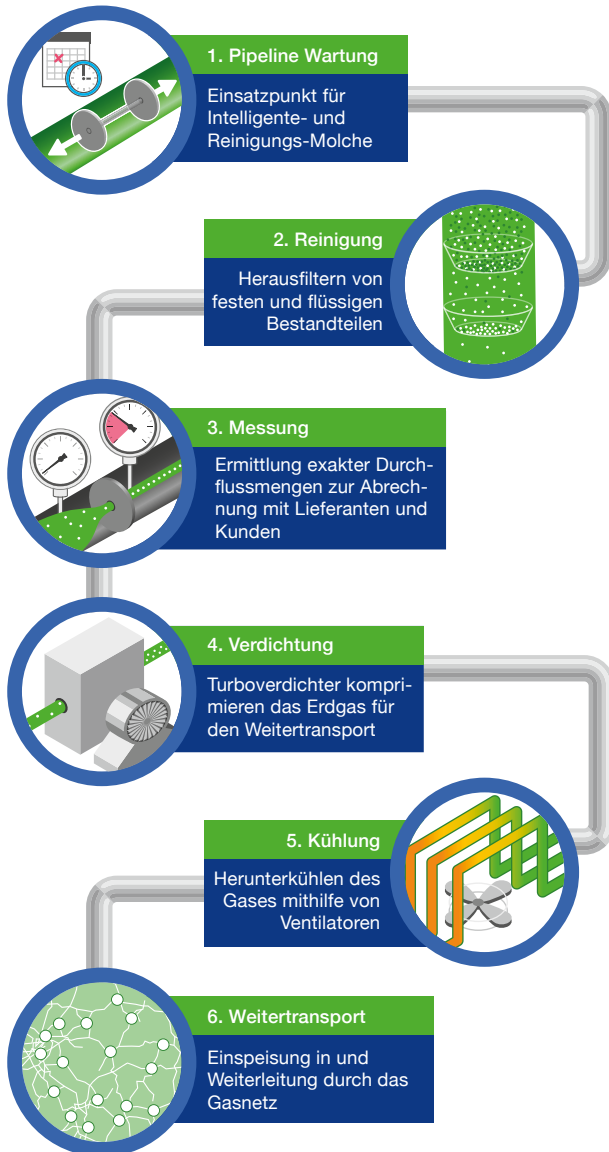 1. Pipeline Wartung
Einsatzpunkt für
Intelligente- und
Reinigungs-Molche
2. Reinigung
Herausfiltern von
festen und flüssigen
Bestandteilen
3. Messung
Ermittlung exakter Durch-
flussmengen zur Abrech-
nung mit Lieferanten und
Kunden
4. Verdichtung
Turboverdichter kompri-
mieren das Erdgas für
den Weitertransport
5. Kühlung
Herunterkühlen des
Gases mithilfe von
Ventilatoren
6. Weitertransport
Einspeisung in und
Weiterleitung durch das
Gasnetz